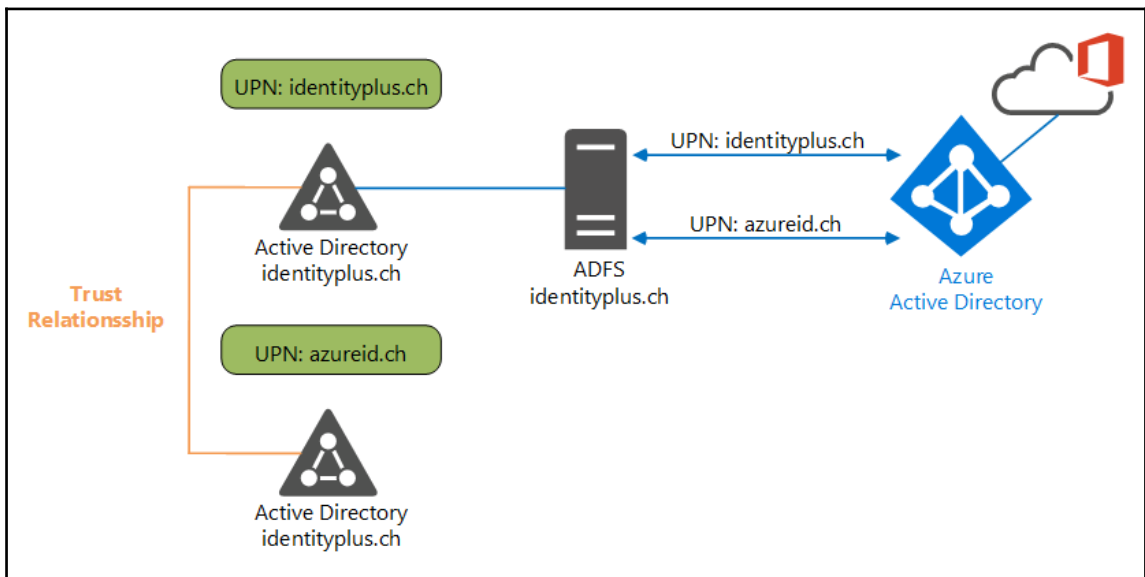 UPN: identityplus.ch
Active Directory
identityplus.ch
Trust
Relationsship
UPN: azureid.ch
Active Directory
identityplus.ch
ADFS
identityplus.ch
UPN: identityplus.ch
UPN: azureid.ch
Azure
Active Directory